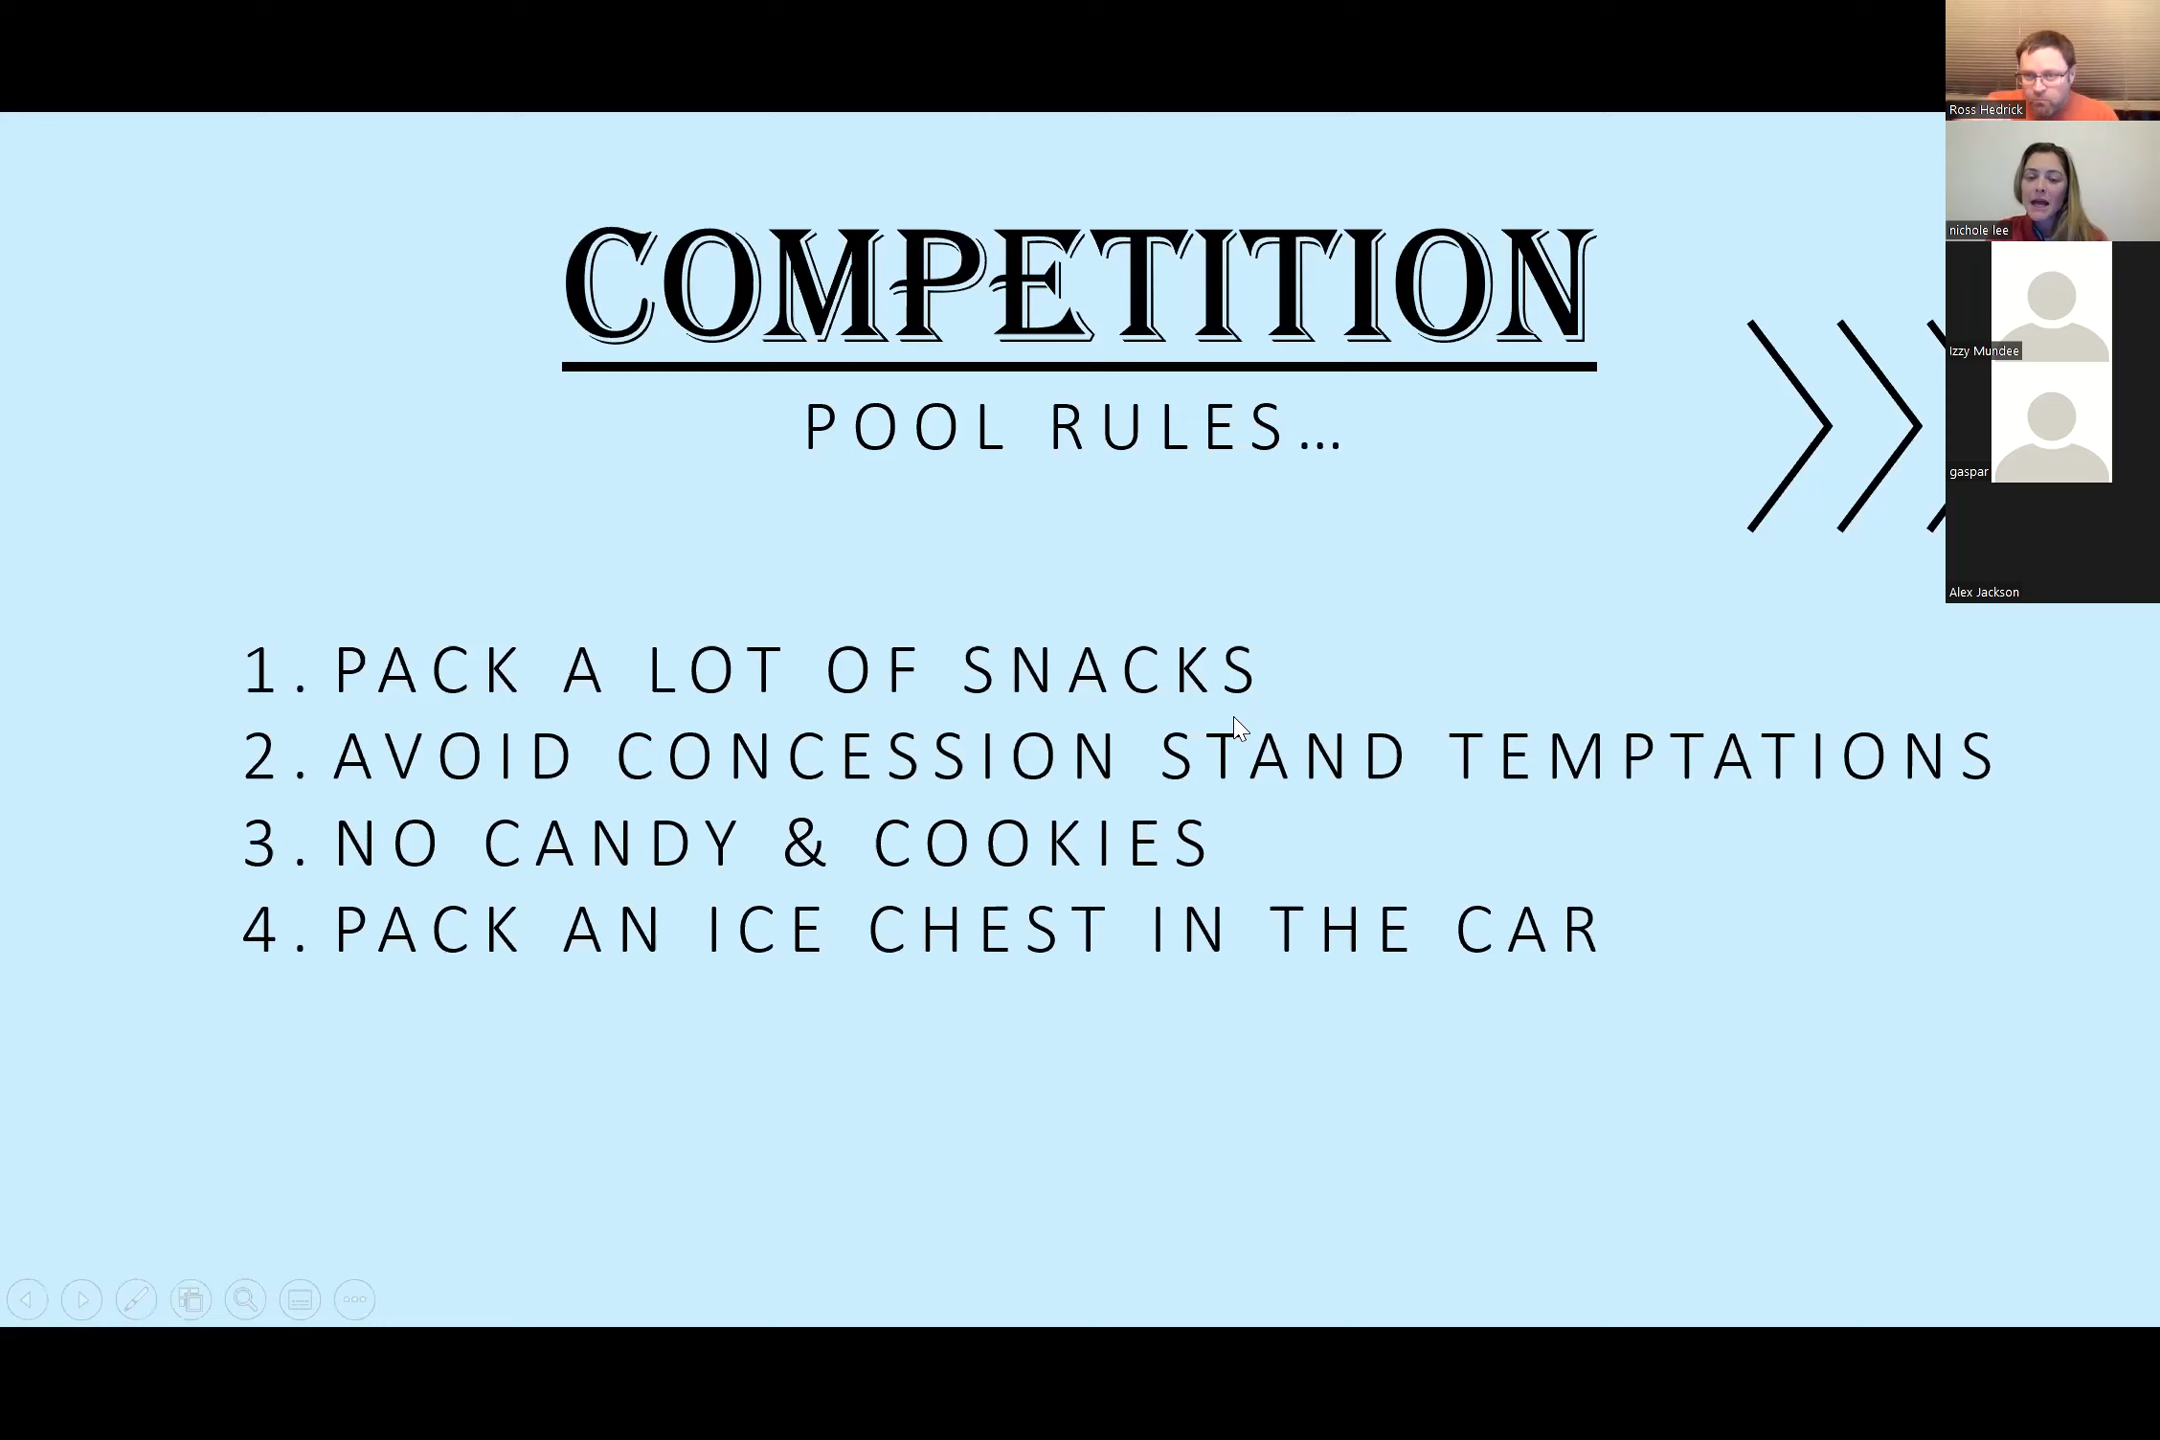 COMPETITION
POOL RULES...
1. PACK A LOT OF SNACKS
2. AVOID CONCESSION STAND TEMPTATIONS
3. NO CANDY & COOKIES
4. PACK AN ICE CHEST IN THE CAR
Ross Hedrick
nichole lee
Izzy Mundee
gaspar
Alex Jackson